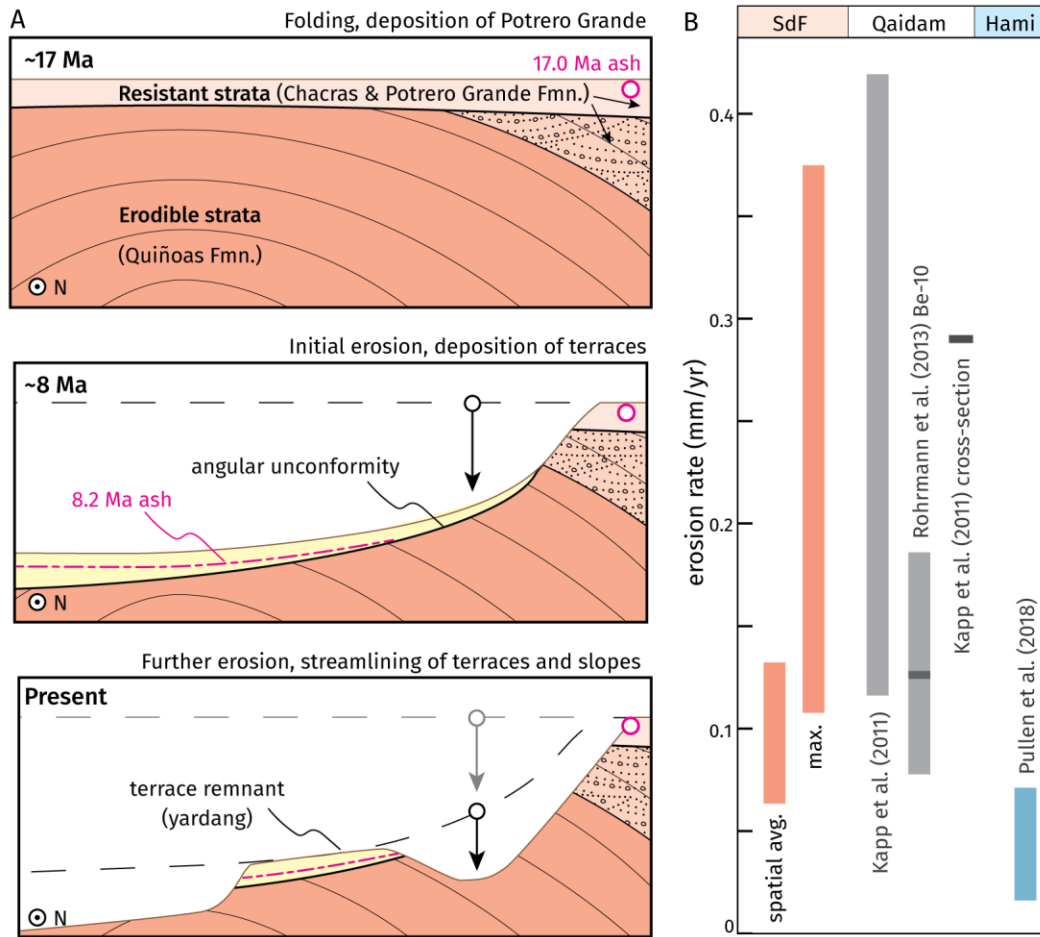 A
Folding, deposition of Potrero Grande
~17 Ma
17.0 Ma ash
Resistant strata (Chacras & Potrero Grande Fmn.)
Erodible strata
(Quiñoas Fmn.)
N
Initial erosion, deposition of terraces
~8 Ma
angular unconformity
8.2 Ma ash
N
Further erosion, streamlining of terraces and slopes
Present
terrace remnant
(yardang)
N
B
SdF
Qaidam
Hami
erosion rate (mm/yr)
0.4
0.3
0.2
0.1
0
spatial avg.
max.
Kapp et al. (2011)
Rohrmann et al. (2013) Be-10
Kapp et al. (2011) cross-section
Pullen et al. (2018)